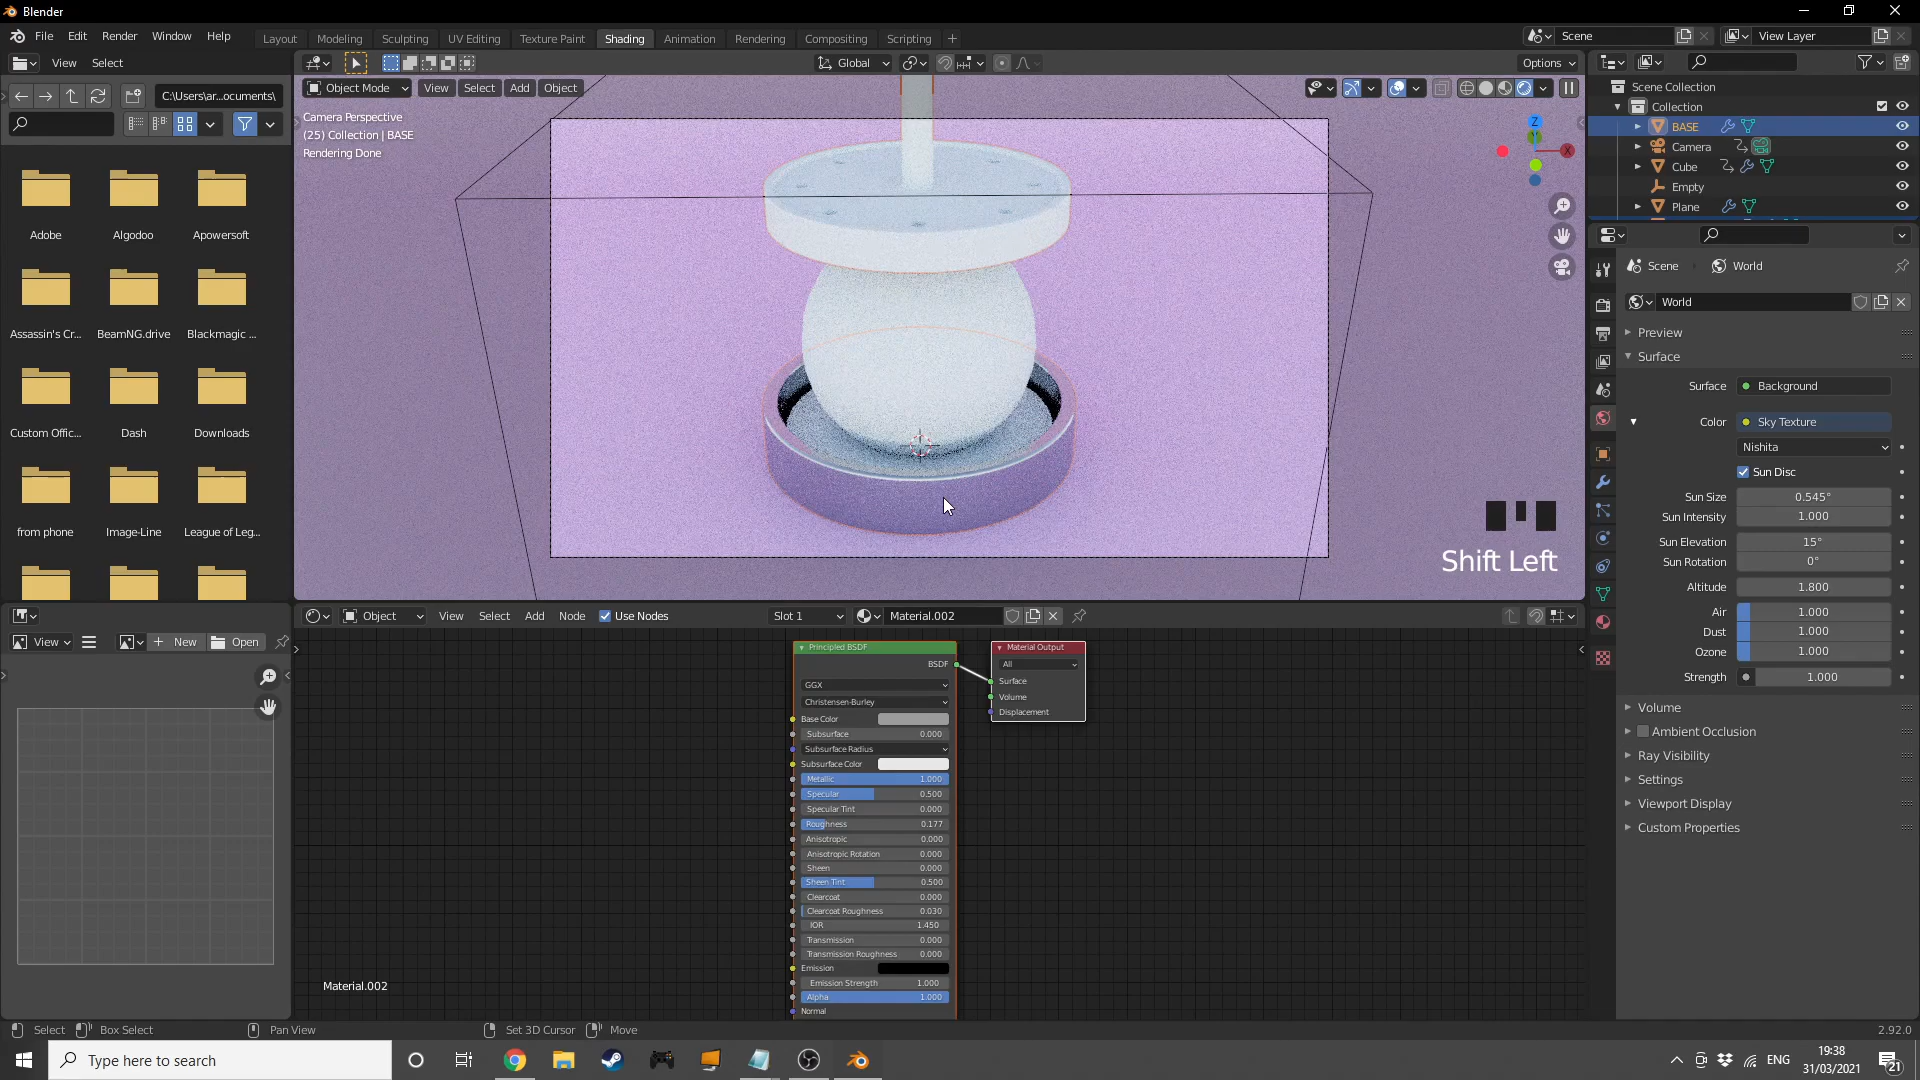 Blender
File Edit Render Window Help
Layout Modeling Sculpting UV Editing Texture Paint Shading Animation Rendering Compositing Scripting +
Scene
View Layer
View Select
Global
Options
C:\Users\ar...ocuments\
Object Mode View Select Add Object
Camera Perspective
(25) Collection | BASE
Rendering Done
Z
X
Scene Collection
Collection
BASE
Camera
Cube
Empty
Plane
Adobe Algodoo Apowersoft
Assassin's Cr... BeamNG.drive Blackmagic ...
Custom Offic... Dash Downloads
from phone Image-Line League of Leg...
Shift Left
Scene World
World
Preview
Surface
Surface Background
Color Sky Texture
Nishita
Sun Disc
Sun Size 0.545°
Sun Intensity 1.000
Sun Elevation 15°
Sun Rotation 0°
Altitude 1.800
Air 1.000
Dust 1.000
Ozone 1.000
Strength 1.000
Volume
Ambient Occlusion
Ray Visibility
Settings
Viewport Display
Custom Properties
Object View Select Add Node Use Nodes Slot 1 Material.002
View + New Open
Principled BSDF
BSDF
GGX
Christensen-Burley
Base Color
Subsurface 0.000
Subsurface Radius
Subsurface Color
Metallic 1.000
Specular 0.500
Specular Tint 0.000
Roughness 0.177
Anisotropic 0.000
Anisotropic Rotation 0.000
Sheen 0.000
Sheen Tint 0.500
Clearcoat 0.000
Clearcoat Roughness 0.030
IOR 1.450
Transmission 0.000
Transmission Roughness 0.000
Emission
Emission Strength 1.000
Alpha 1.000
Normal
Material Output
All
Surface
Volume
Displacement
Material.002
Select Box Select Pan View Set 3D Cursor Move 2.92.0
Type here to search
ENG
19:38
31/03/2021
21